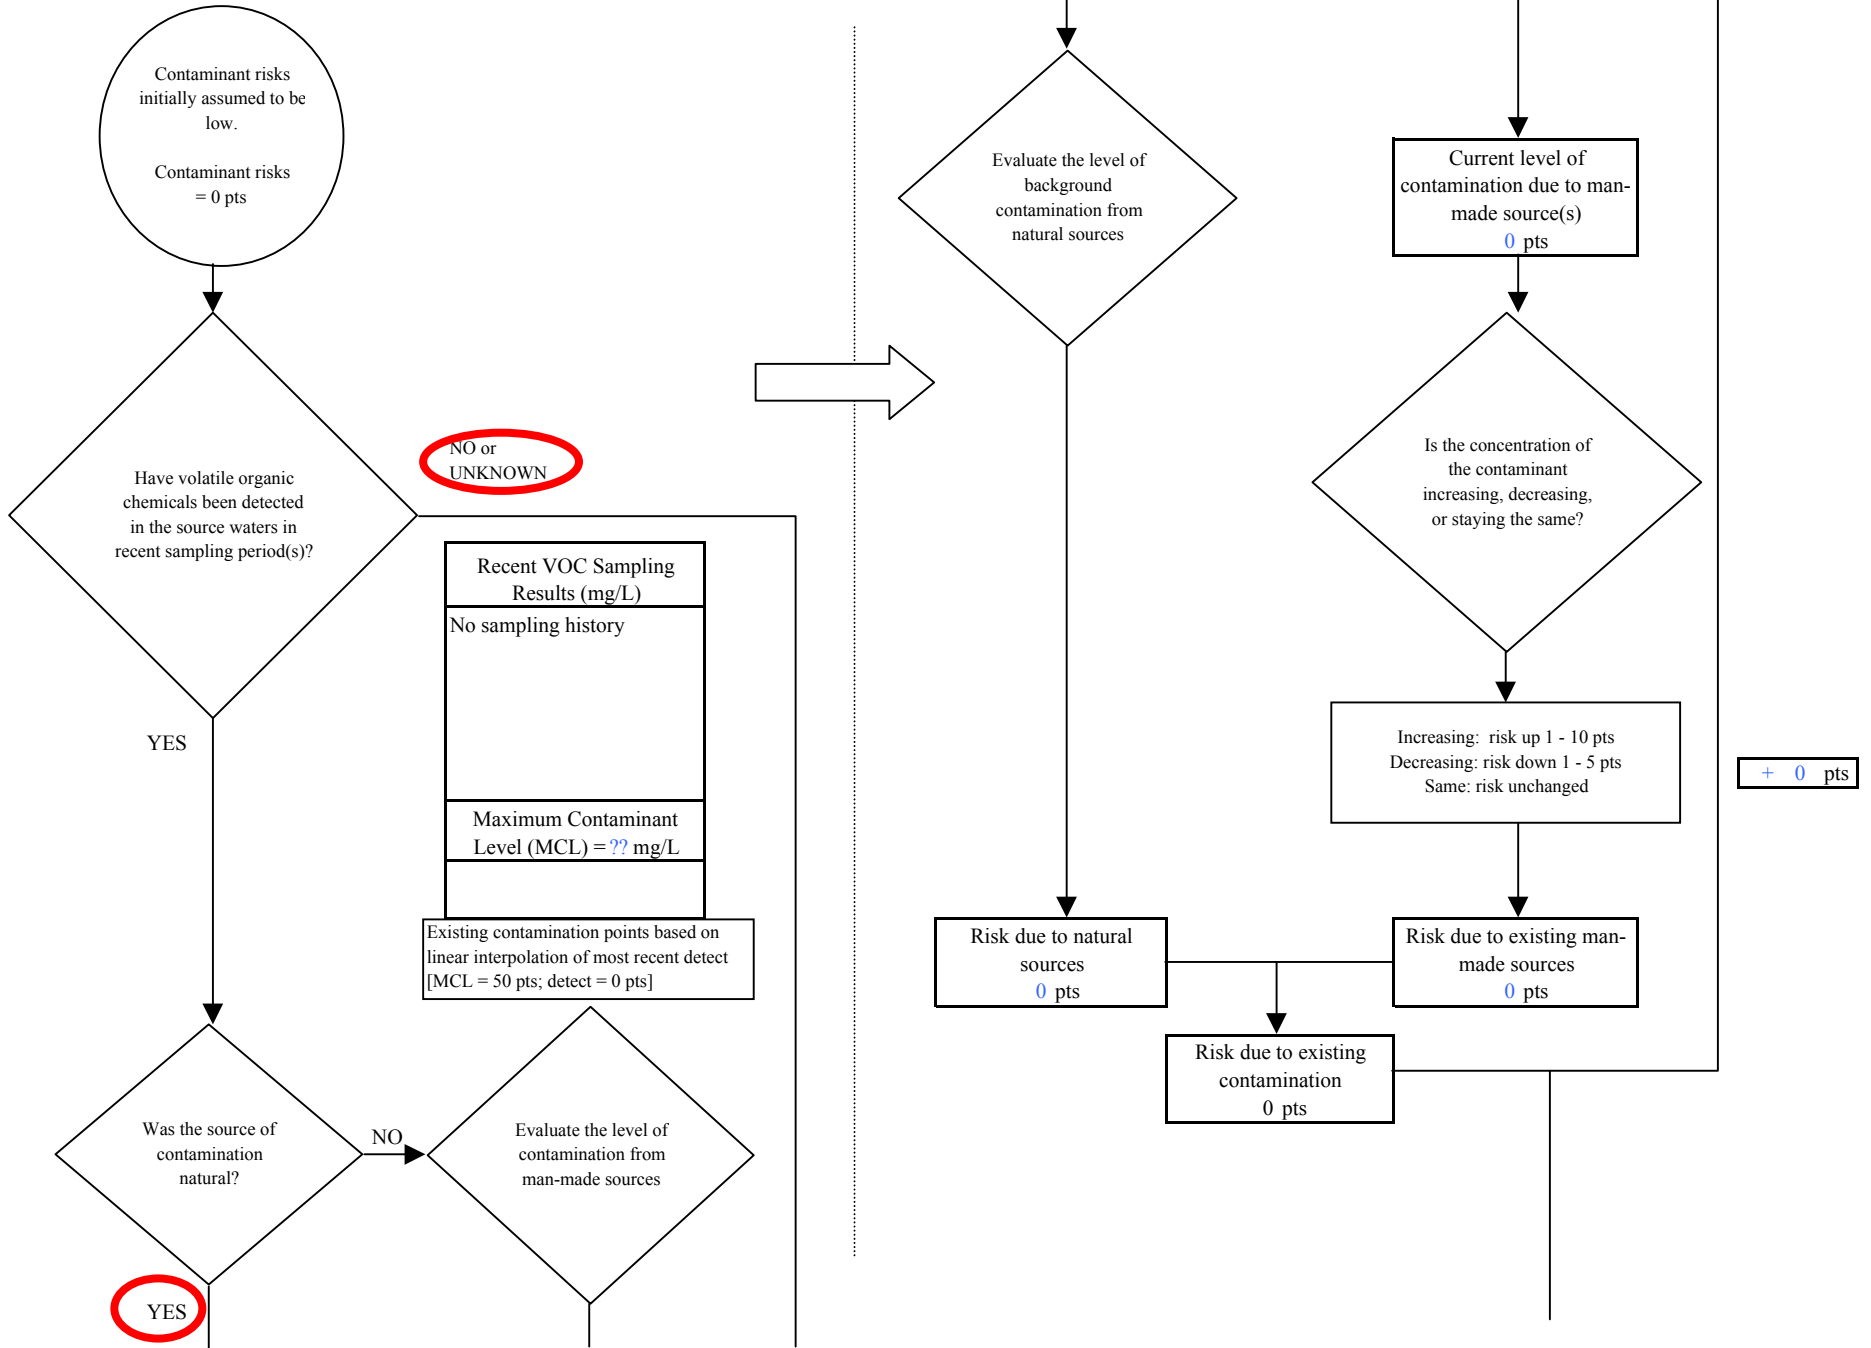 Contaminant risks
initially assumed to be
low.
Contaminant risks
= 0 pts
Have volatile organic
chemicals been detected
in the source waters in
recent sampling period(s)?
NO or
UNKNOWN
Recent VOC Sampling
Results (mg/L)
No sampling history
Maximum Contaminant
Level (MCL) = ?? mg/L
Existing contamination points based on
linear interpolation of most recent detect
[MCL = 50 pts; detect = 0 pts]
YES
Was the source of
contamination
natural?
NO
Evaluate the level of
contamination from
man-made sources
YES
Evaluate the level of
background
contamination from
natural sources
Current level of
contamination due to man-
made source(s)
0 pts
Is the concentration of
the contaminant
increasing, decreasing,
or staying the same?
Increasing: risk up 1 - 10 pts
Decreasing: risk down 1 - 5 pts
Same: risk unchanged
+ 0 pts
Risk due to natural
sources
0 pts
Risk due to existing man-
made sources
0 pts
Risk due to existing
contamination
0 pts